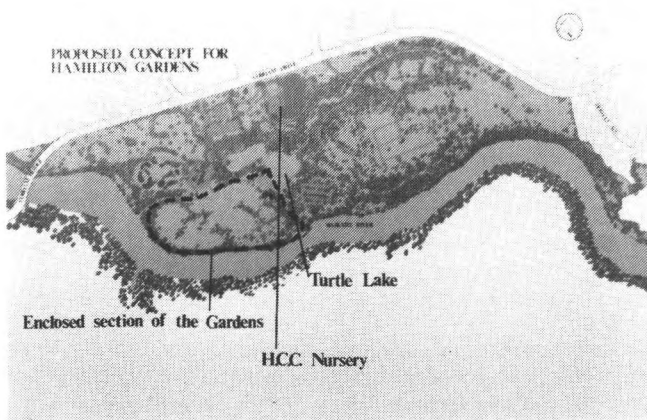 PROPOSED CONCEPT FOR
HAMILTON GARDENS
Turtle Lake
Enclosed section of the Gardens
H.C.C. Nursery